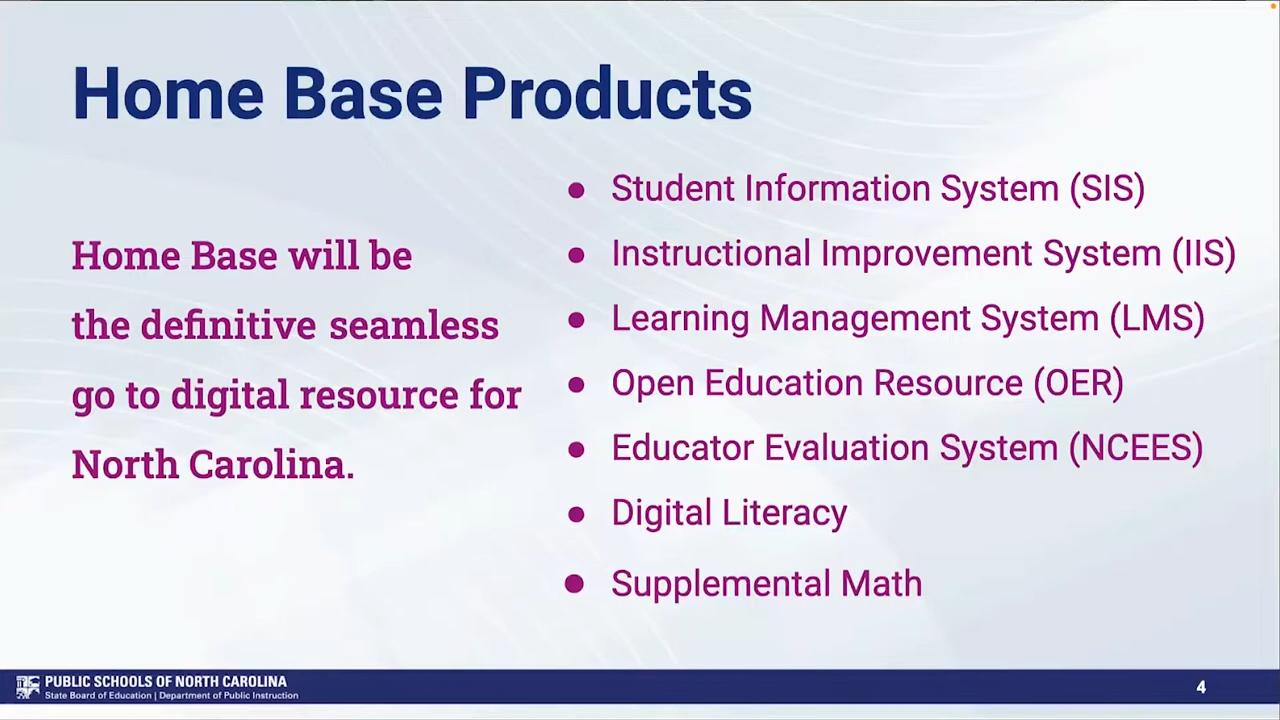 Home Base Products
Home Base will be
the definitive seamless
go to digital resource for
North Carolina.
● Student Information System (SIS)
● Instructional Improvement System (IIS)
● Learning Management System (LMS)
● Open Education Resource (OER)
● Educator Evaluation System (NCEES)
● Digital Literacy
● Supplemental Math
PUBLIC SCHOOLS OF NORTH CAROLINA
State Board of Education | Department of Public Instruction
4